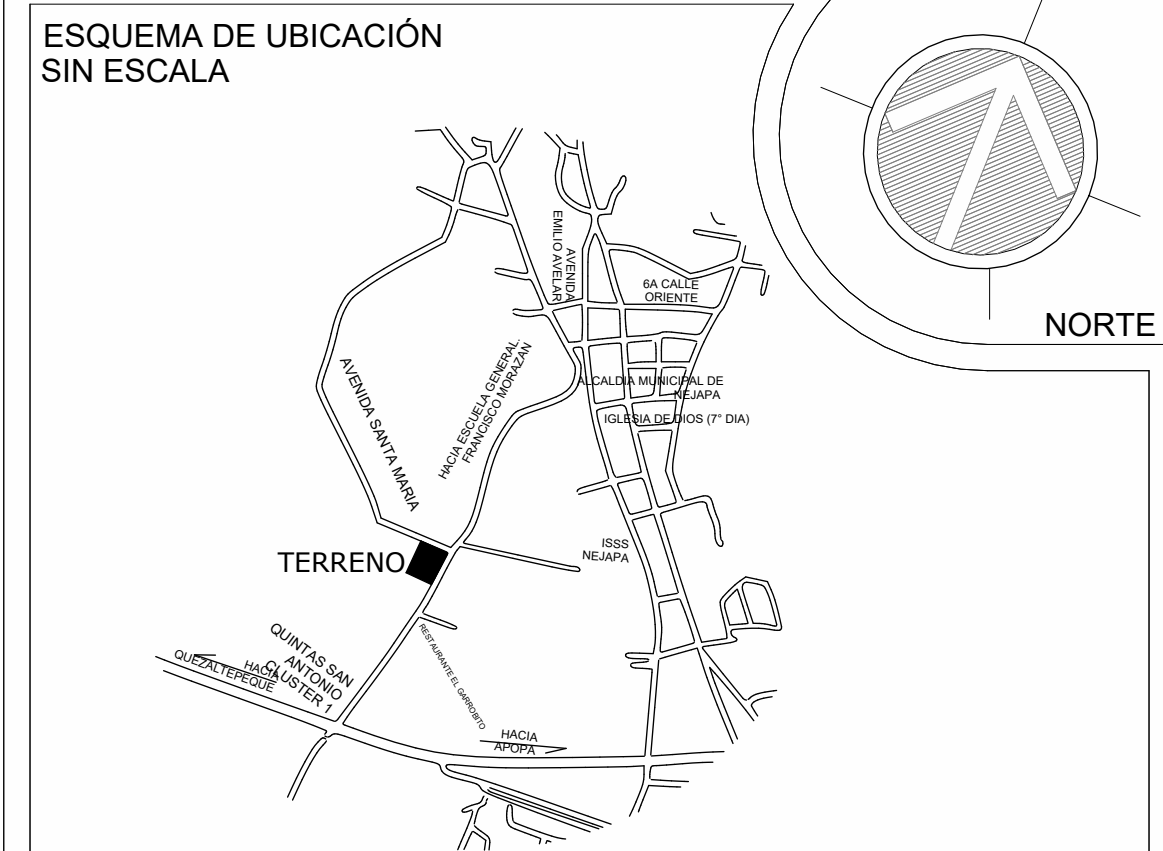 ESQUEMA DE UBICACIÓN
SIN ESCALA
NORTE
AVENIDA
EMILIO AVELAR
6A CALLE
ORIENTE
AVENIDA SANTA MARIA
HACIA ESCUELA GENERAL
FRANCISCO MORAZAN
ALCALDIA MUNICIPAL DE
NEJAPA
IGLESIA DE DIOS (7° DIA)
ISSS
NEJAPA
TERRENO
QUINTAS SAN
ANTONIO
CLUSTER 1
HACIA
QUEZALTEPEQUE
RESTAURANTE EL GARROBITO
HACIA
APOPA